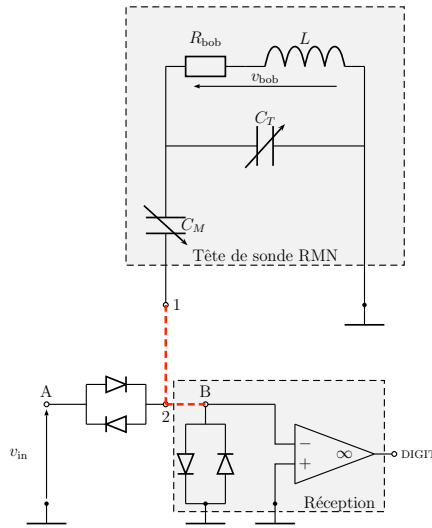 R_bob
L
v_bob
C_T
C_M
Tête de sonde RMN
1
A
2
B
v_in
−
+
∞
DIGIT
Réception